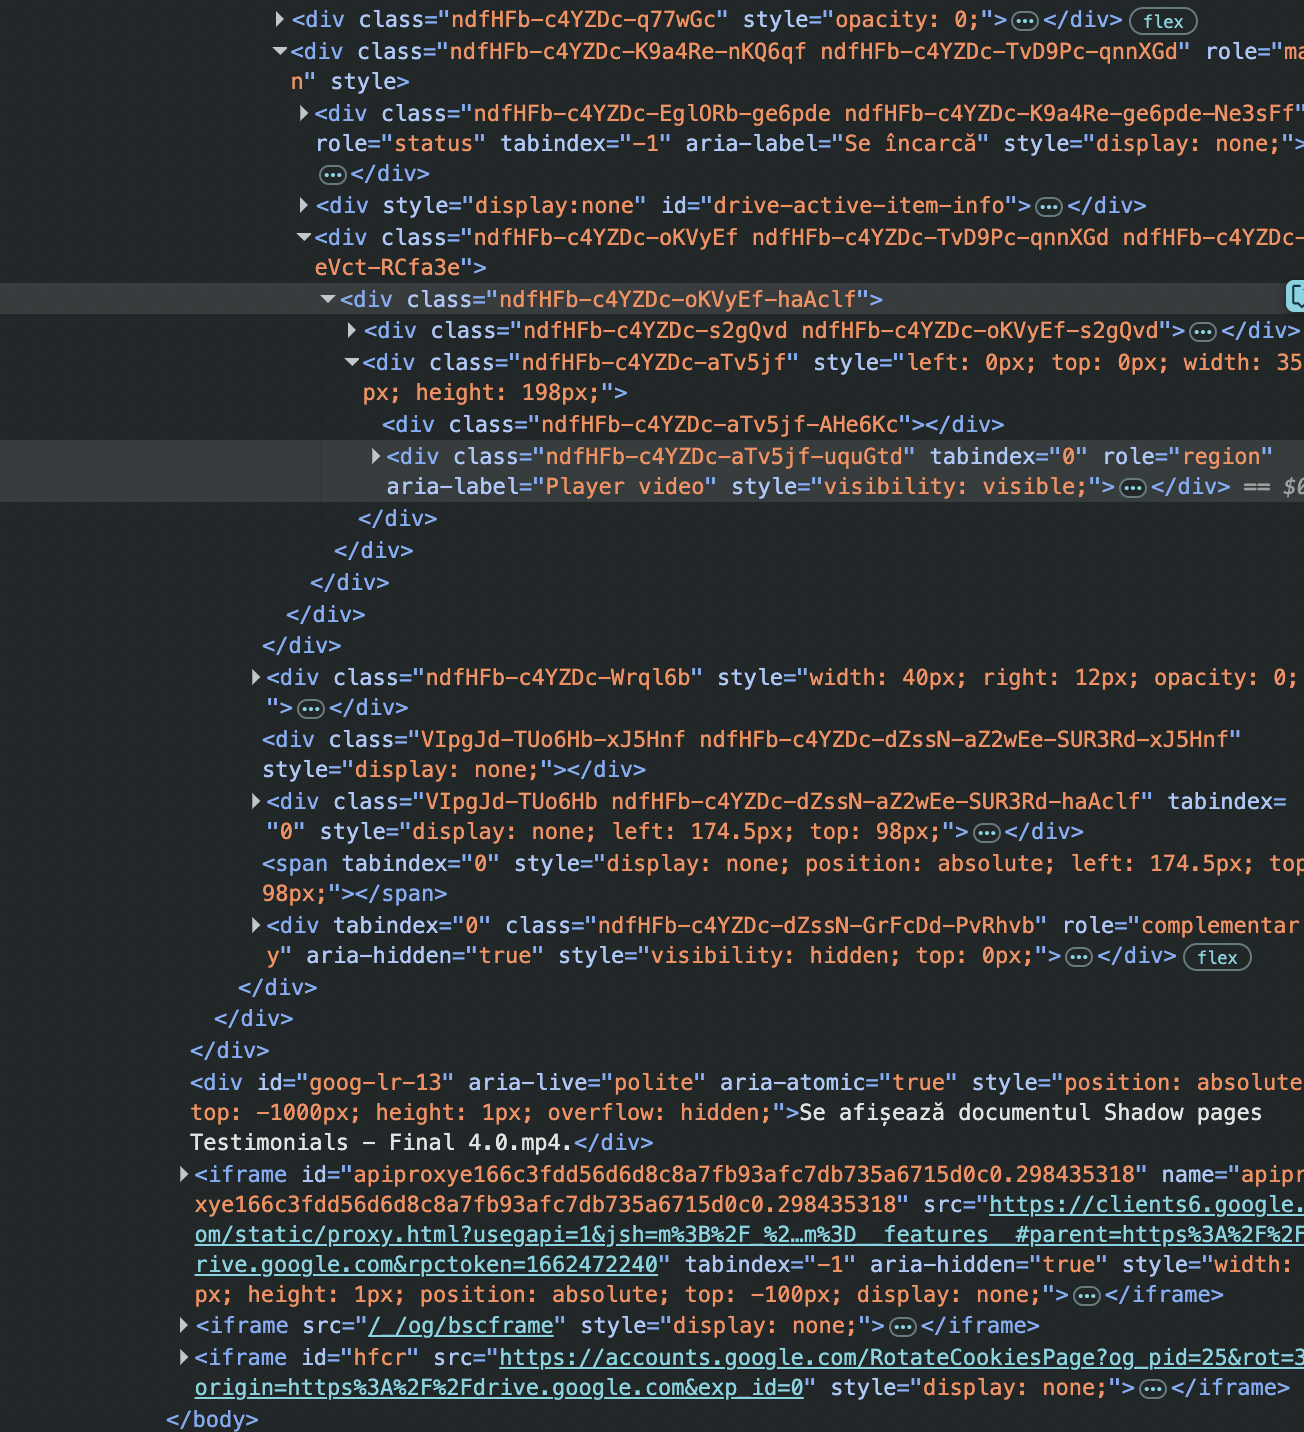 <div class="ndfHFb-c4YZDc-q77wGc" style="opacity: 0;">…</div> flex
<div class="ndfHFb-c4YZDc-K9a4Re-nKQ6qf ndfHFb-c4YZDc-TvD9Pc-qnnXGd" role="ma
n" style>
<div class="ndfHFb-c4YZDc-EglORb-ge6pde ndfHFb-c4YZDc-K9a4Re-ge6pde-Ne3sFf"
role="status" tabindex="-1" aria-label="Se încarcă" style="display: none;">
…</div>
<div style="display:none" id="drive-active-item-info">…</div>
<div class="ndfHFb-c4YZDc-oKVyEf ndfHFb-c4YZDc-TvD9Pc-qnnXGd ndfHFb-c4YZDc-
eVct-RCfa3e">
<div class="ndfHFb-c4YZDc-oKVyEf-haAclf">
<div class="ndfHFb-c4YZDc-s2gQvd ndfHFb-c4YZDc-oKVyEf-s2gQvd">…</div>
<div class="ndfHFb-c4YZDc-aTv5jf" style="left: 0px; top: 0px; width: 35
px; height: 198px;">
<div class="ndfHFb-c4YZDc-aTv5jf-AHe6Kc"></div>
<div class="ndfHFb-c4YZDc-aTv5jf-uquGtd" tabindex="0" role="region"
aria-label="Player video" style="visibility: visible;">…</div> == $0
</div>
</div>
</div>
</div>
</div>
<div class="ndfHFb-c4YZDc-Wrql6b" style="width: 40px; right: 12px; opacity: 0;
">…</div>
<div class="VIpgJd-TUo6Hb-xJ5Hnf ndfHFb-c4YZDc-dZssN-aZ2wEe-SUR3Rd-xJ5Hnf"
style="display: none;"></div>
<div class="VIpgJd-TUo6Hb ndfHFb-c4YZDc-dZssN-aZ2wEe-SUR3Rd-haAclf" tabindex=
"0" style="display: none; left: 174.5px; top: 98px;">…</div>
<span tabindex="0" style="display: none; position: absolute; left: 174.5px; top
98px;"></span>
<div tabindex="0" class="ndfHFb-c4YZDc-dZssN-GrFcDd-PvRhvb" role="complementar
y" aria-hidden="true" style="visibility: hidden; top: 0px;">…</div> flex
</div>
</div>
</div>
<div id="goog-lr-13" aria-live="polite" aria-atomic="true" style="position: absolute
top: -1000px; height: 1px; overflow: hidden;">Se afișează documentul Shadow pages
Testimonials – Final 4.0.mp4.</div>
<iframe id="apiproxye166c3fdd56d6d8c8a7fb93afc7db735a6715d0c0.298435318" name="apipr
xye166c3fdd56d6d8c8a7fb93afc7db735a6715d0c0.298435318" src="https://clients6.google.
om/static/proxy.html?usegapi=1&jsh=m%3B%2F_%2…m%3D__features__#parent=https%3A%2F%2F
rive.google.com&rpctoken=1662472240" tabindex="-1" aria-hidden="true" style="width:
px; height: 1px; position: absolute; top: -100px; display: none;">…</iframe>
<iframe src="/_/og/bscframe" style="display: none;">…</iframe>
<iframe id="hfcr" src="https://accounts.google.com/RotateCookiesPage?og_pid=25&rot=3
origin=https%3A%2F%2Fdrive.google.com&exp_id=0" style="display: none;">…</iframe>
</body>